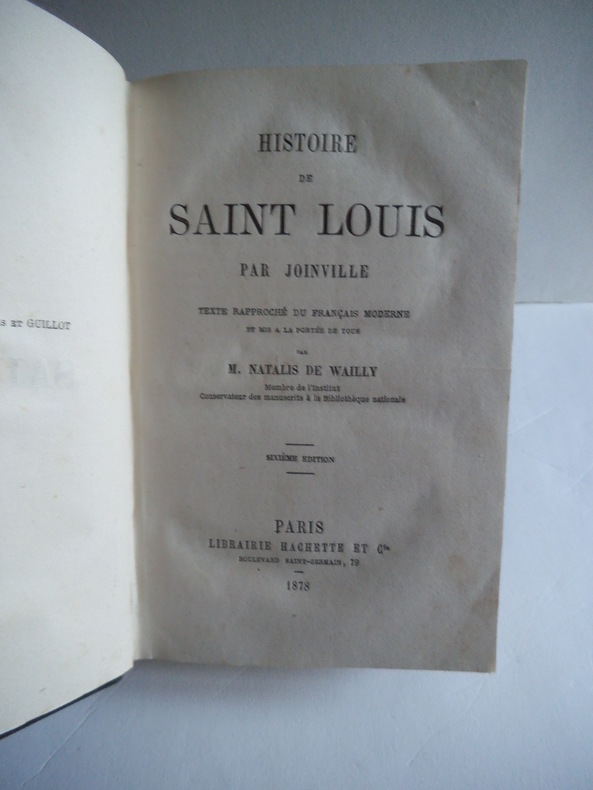 ET GUILLOT
HISTOIRE
DE
SAINT LOUIS
PAR JOINVILLE
TEXTE RAPPROCHÉ DU FRANÇAIS MODERNE
ET MIS A LA PORTÉE DE TOUS
PAR
M. NATALIS DE WAILLY
Membre de l'Institut
Conservateur des manuscrits à la Bibliothèque nationale
SIXIÈME ÉDITION
PARIS
LIBRAIRIE HACHETTE ET Cie
BOULEVARD SAINT-GERMAIN, 79
1878